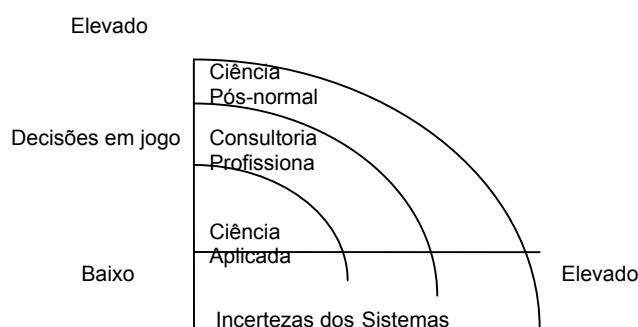 Elevado
Ciência
Pós-normal
Decisões em jogo
Consultoria
Profissiona
Ciência
Aplicada
Baixo
Elevado
Incertezas dos Sistemas